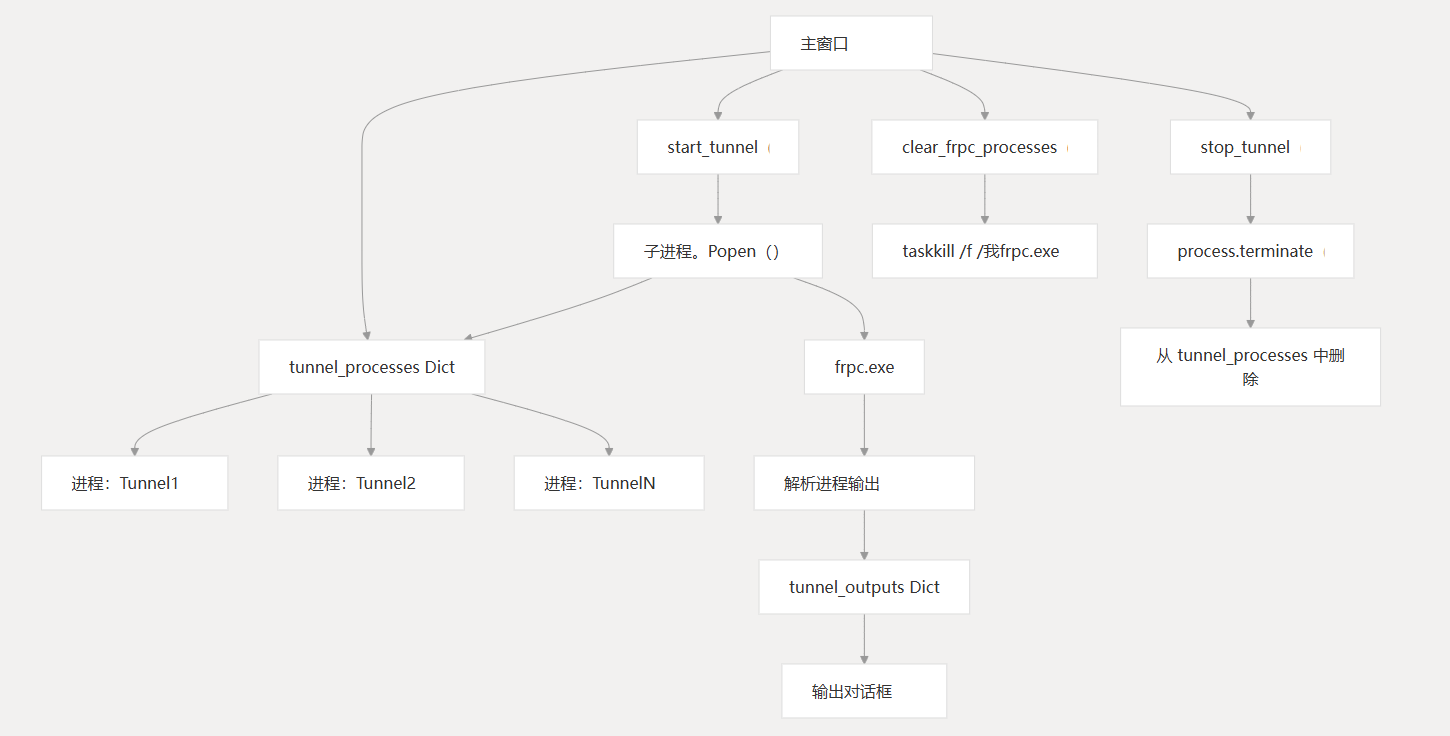 主窗口
start_tunnel（
clear_frpc_processes（
stop_tunnel（
子进程。Popen（）
taskkill /f /我frpc.exe
process.terminate（
tunnel_processes Dict
frpc.exe
从 tunnel_processes 中删
除
进程：Tunnel1
进程：Tunnel2
进程：TunnelN
解析进程输出
tunnel_outputs Dict
输出对话框